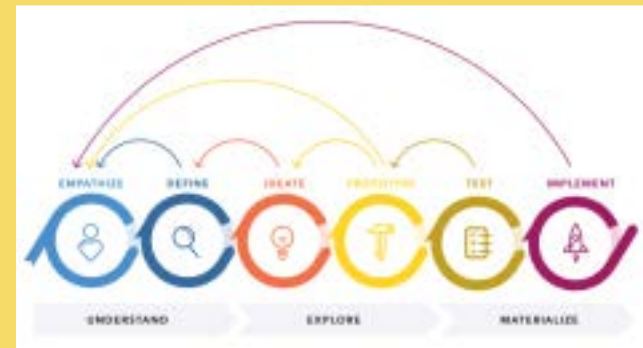 EMPATHIZE DEFINE IDEATE PROTOTYPE TEST IMPLEMENT
UNDERSTAND EXPLORE MATERIALIZE